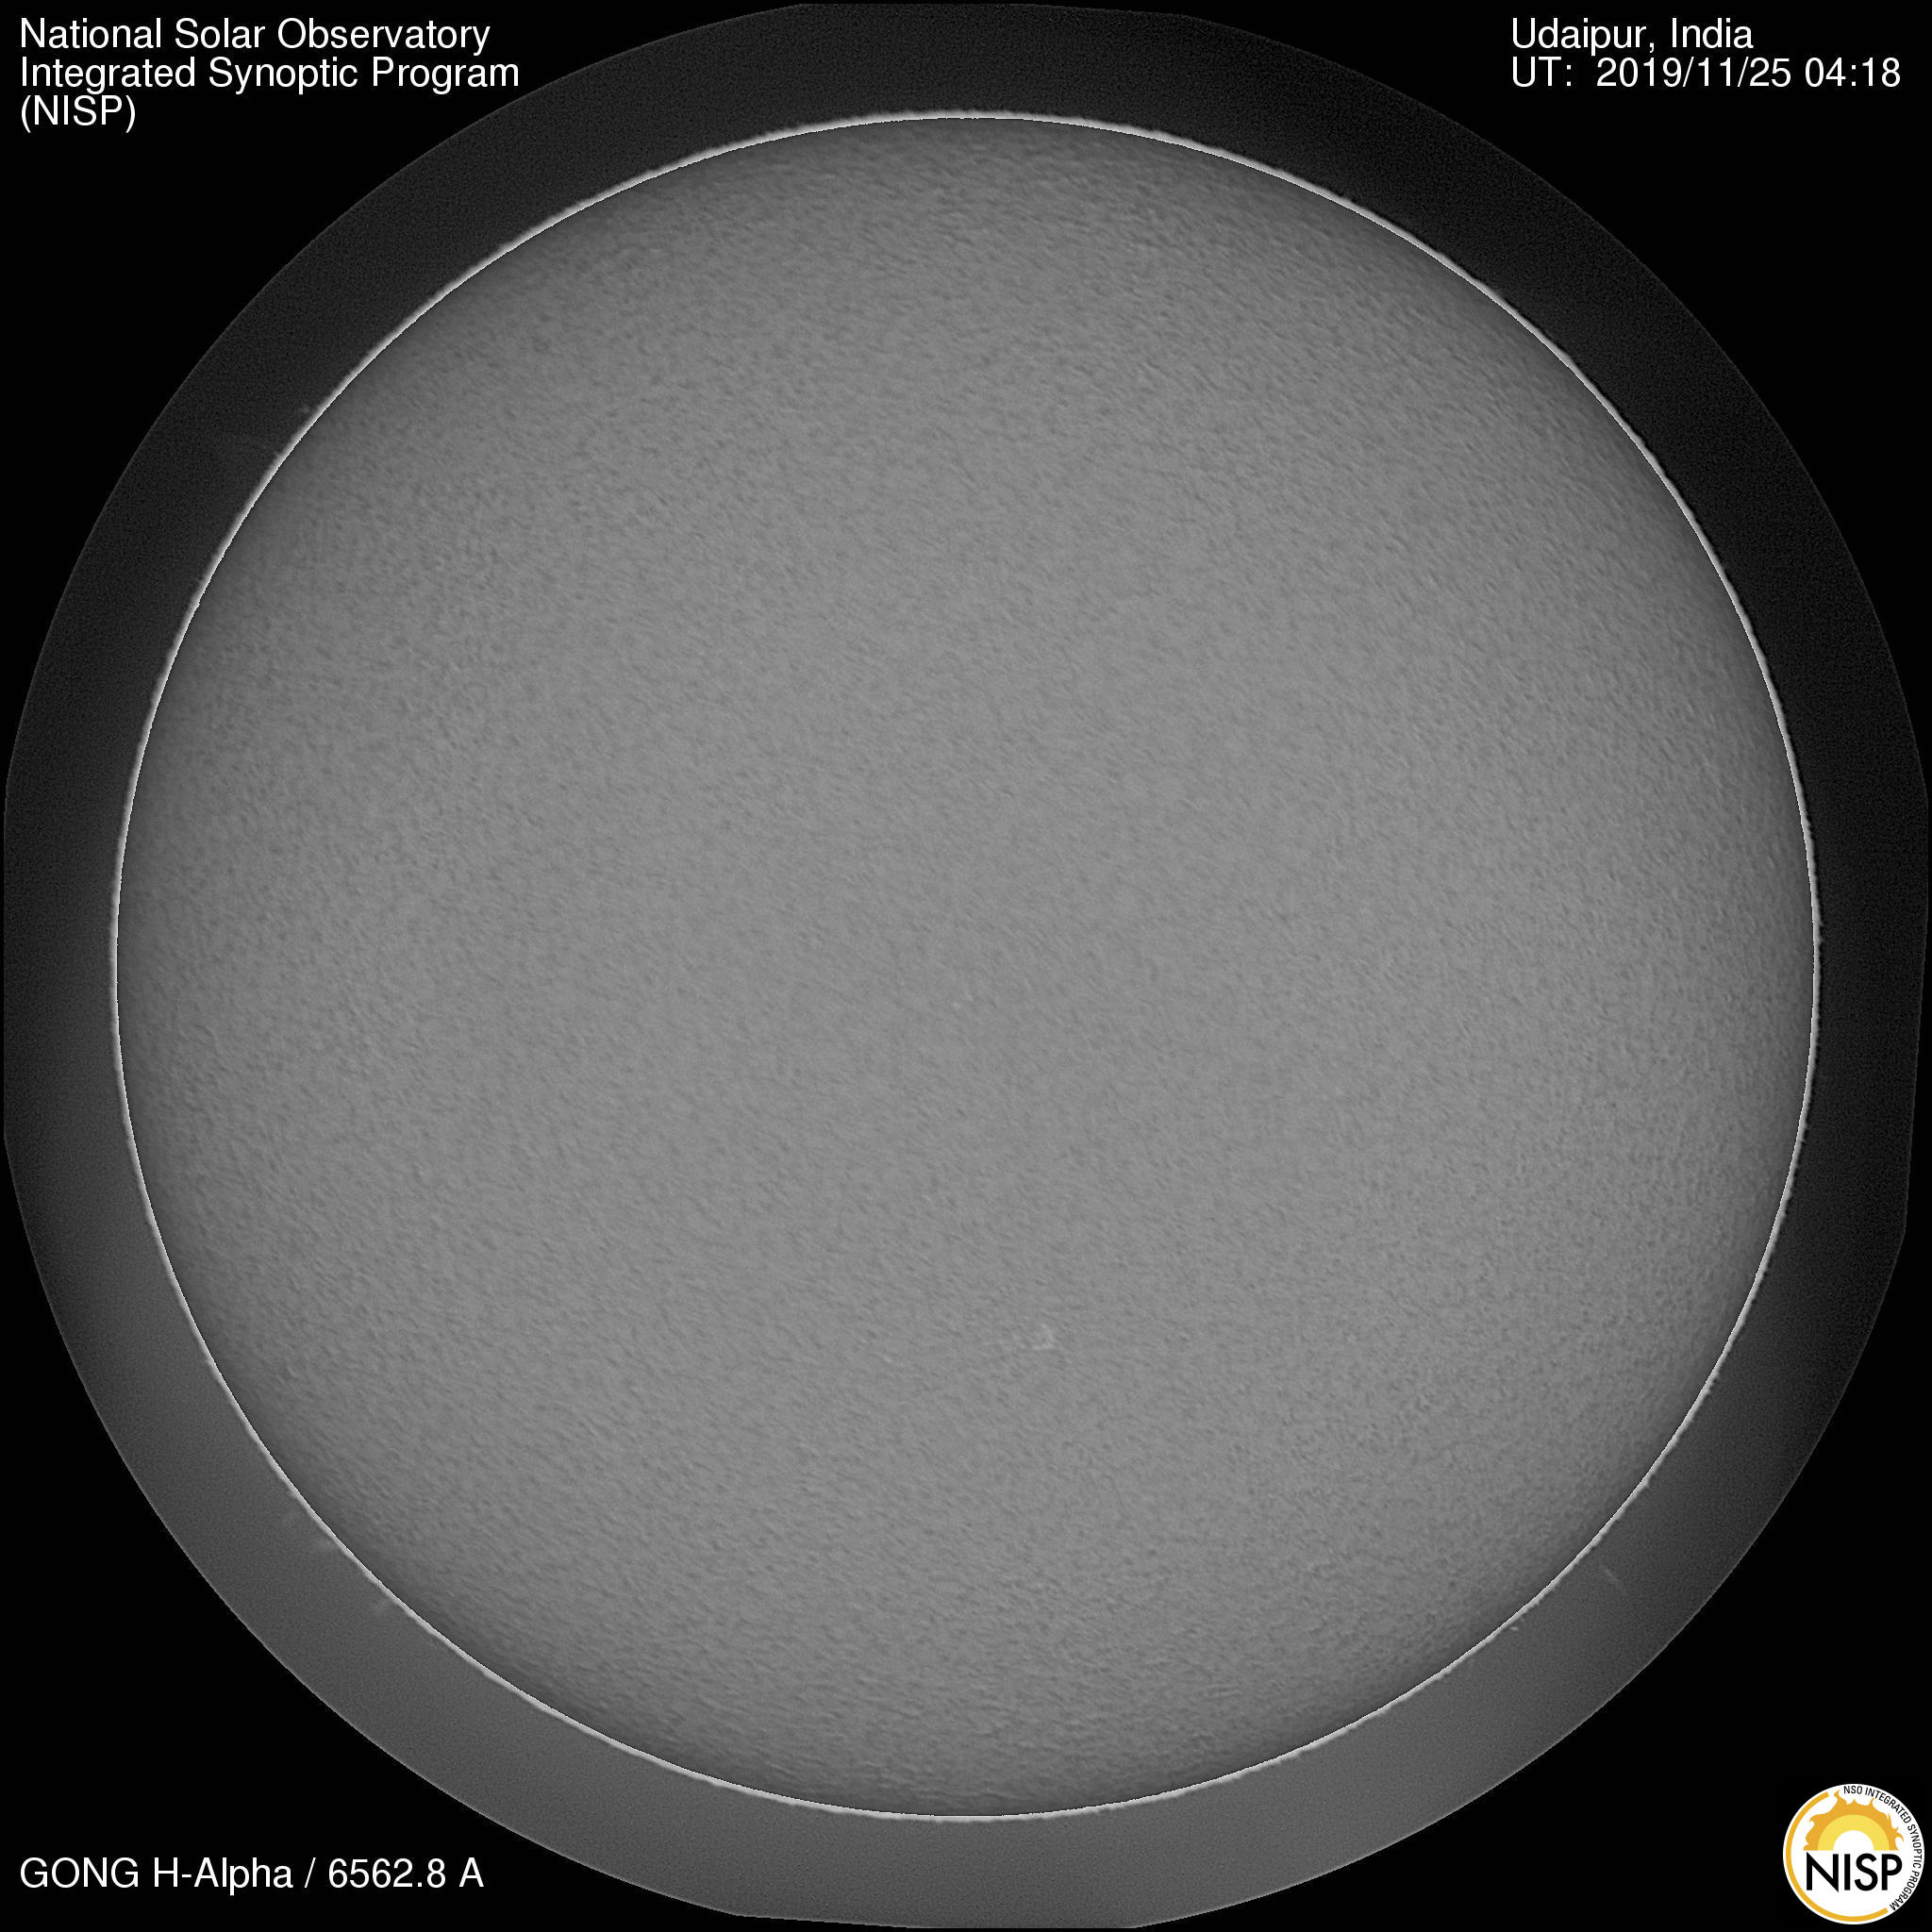 National Solar Observatory
Integrated Synoptic Program
(NISP)
Udaipur, India
UT: 2019/11/25 04:18
GONG H-Alpha / 6562.8 A
NSO INTEGRATED SYNOPTIC PROGRAM
NISP